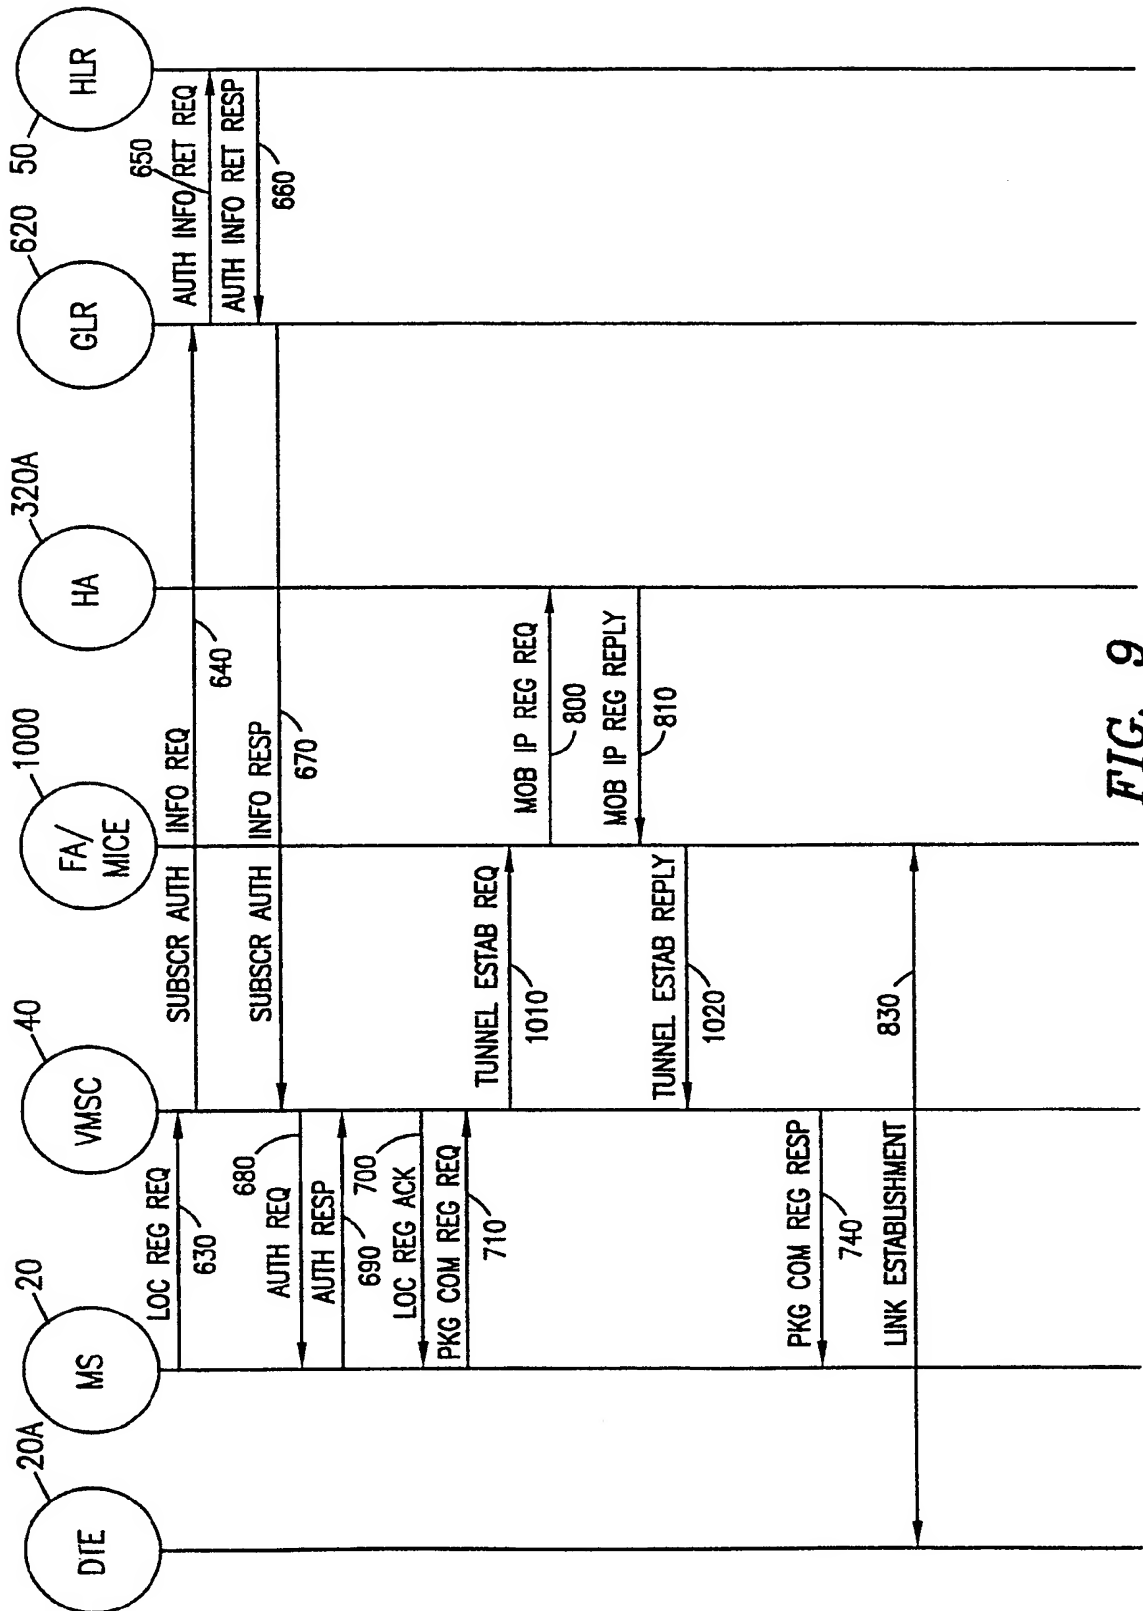 DTE
20A
MS
20
VMSC
40
FA/
MICE
1000
HA
320A
GLR
620
HLR
50
LOC REG REQ
630
SUBSCR AUTH INFO REQ
640
AUTH INFO RET REQ
650
AUTH INFO RET RESP
660
SUBSCR AUTH INFO RESP
670
680
AUTH REQ
AUTH RESP
690
700
LOC REG ACK
PKG COM REG REQ
710
TUNNEL ESTAB REQ
1010
MOB IP REG REQ
800
MOB IP REG REPLY
810
TUNNEL ESTAB REPLY
1020
PKG COM REG RESP
740
LINK ESTABLISHMENT
830
FIG. 9